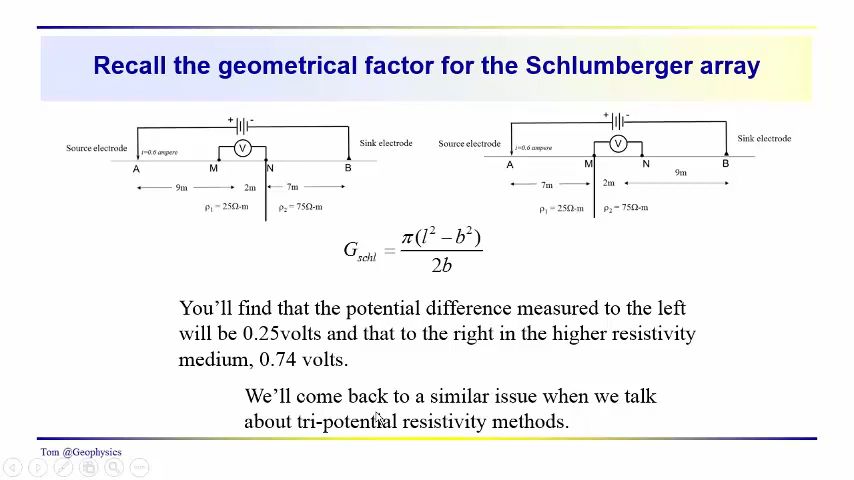 Recall the geometrical factor for the Schlumberger array
+ -
Source electrode
i=0.6 ampere
V
Sink electrode
A M N B
9m 2m 7m
ρ1 = 25Ω-m ρ2 = 75Ω-m
+ -
Source electrode
i=0.6 ampere
V
Sink electrode
A M N B
7m 2m 9m
ρ1 = 25Ω-m ρ2 = 75Ω-m
G_schl = π(l² − b²) / 2b
You’ll find that the potential difference measured to the left
will be 0.25volts and that to the right in the higher resistivity
medium, 0.74 volts.
We’ll come back to a similar issue when we talk
about tri-potential resistivity methods.
Tom @Geophysics